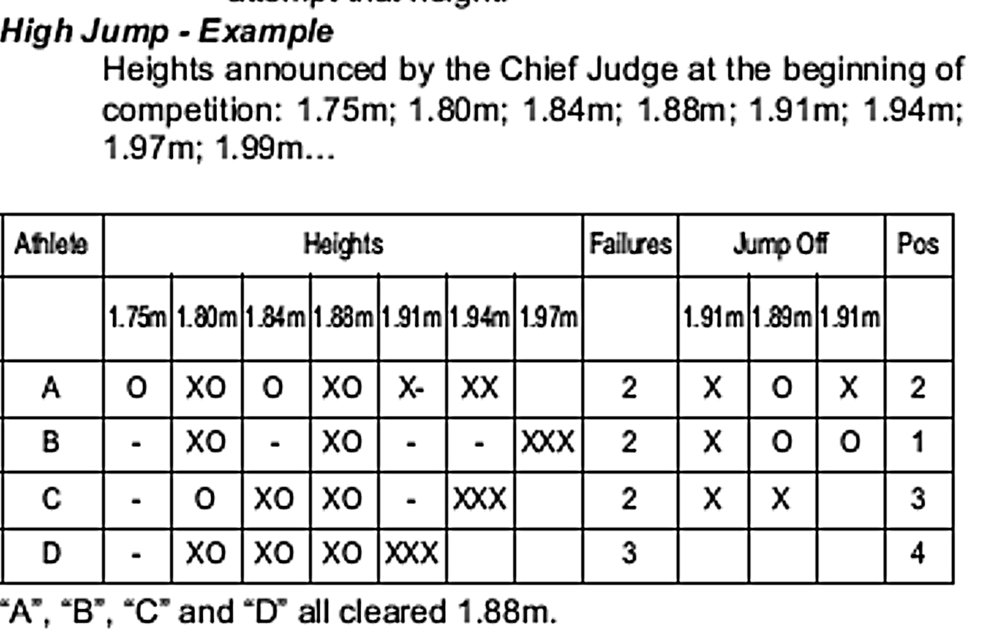 High Jump - Example
Heights announced by the Chief Judge at the beginning of
competition: 1.75m; 1.80m; 1.84m; 1.88m; 1.91m; 1.94m;
1.97m; 1.99m...
Athlete Heights Failures Jump Off Pos
1.75m 1.80m 1.84m 1.88m 1.91m 1.94m 1.97m 1.91m 1.89m 1.91m
A O XO O XO X- XX 2 X O X 2
B - XO - XO - - XXX 2 X O O 1
C - O XO XO - XXX 2 X X 3
D - XO XO XO XXX 3 4
“A”, “B”, “C” and “D” all cleared 1.88m.